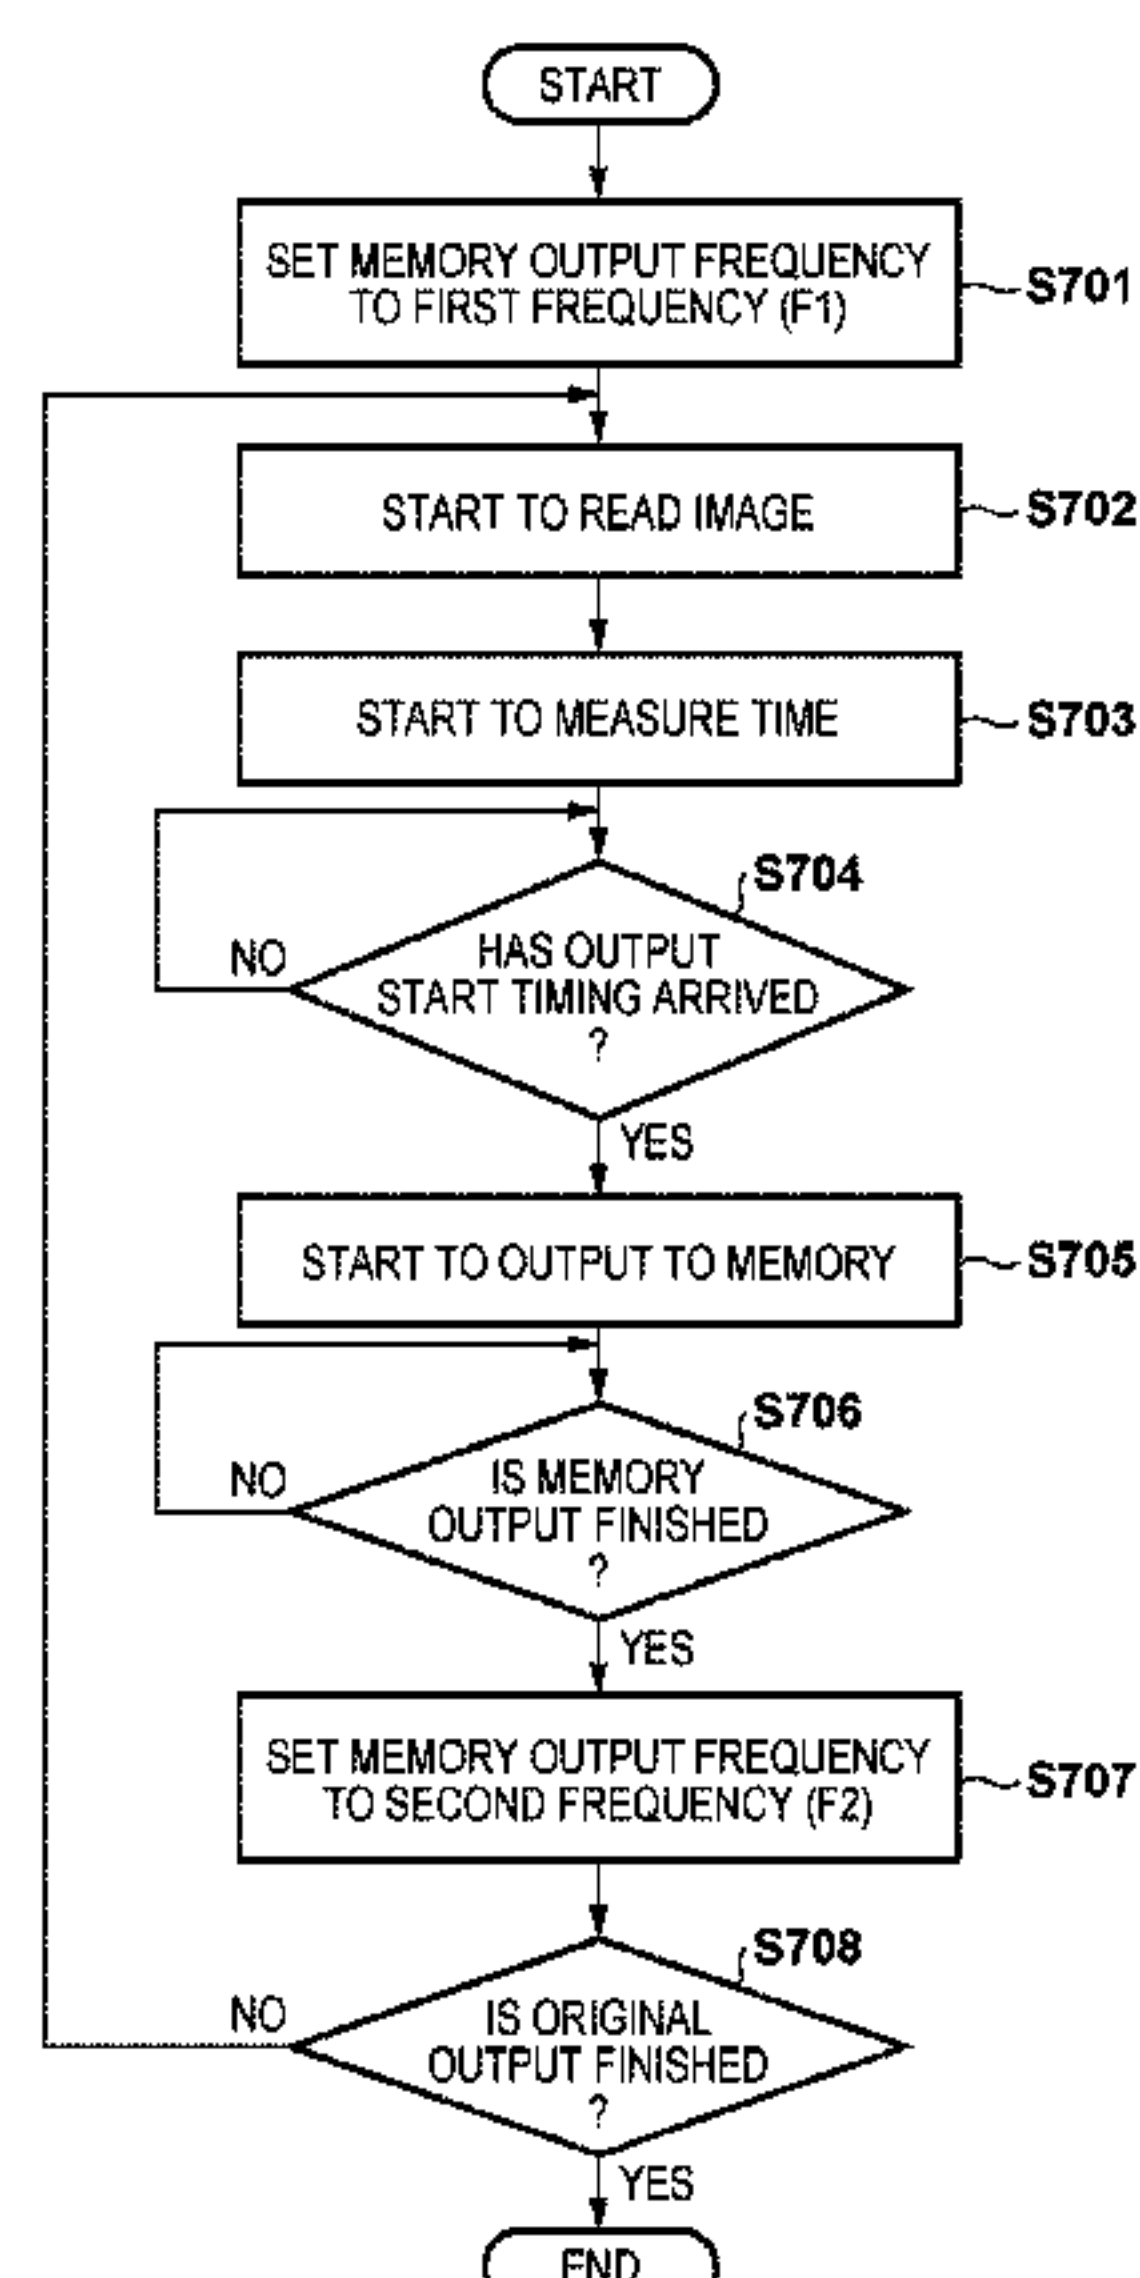 START
SET MEMORY OUTPUT FREQUENCY
TO FIRST FREQUENCY (F1)
S701
START TO READ IMAGE
S702
START TO MEASURE TIME
S703
S704
HAS OUTPUT
START TIMING ARRIVED
?
NO
YES
START TO OUTPUT TO MEMORY
S705
S706
IS MEMORY
OUTPUT FINISHED
?
NO
YES
SET MEMORY OUTPUT FREQUENCY
TO SECOND FREQUENCY (F2)
S707
S708
IS ORIGINAL
OUTPUT FINISHED
?
NO
YES
END